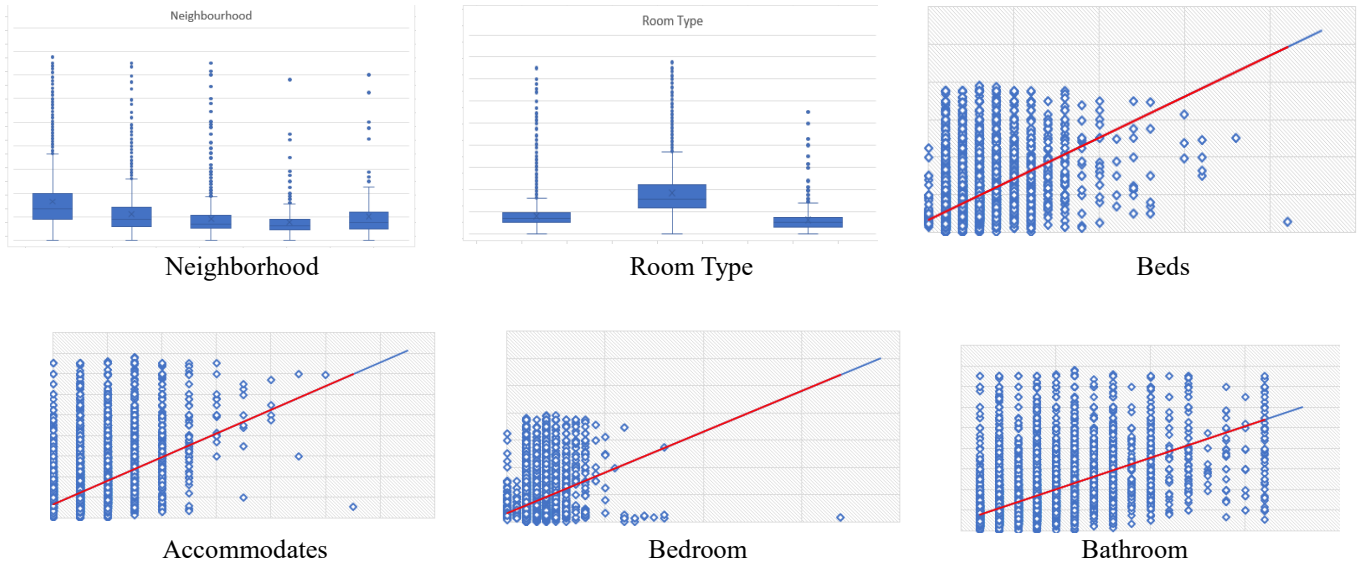 Neighbourhood
Room Type
Neighborhood
Room Type
Beds
Accommodates
Bedroom
Bathroom